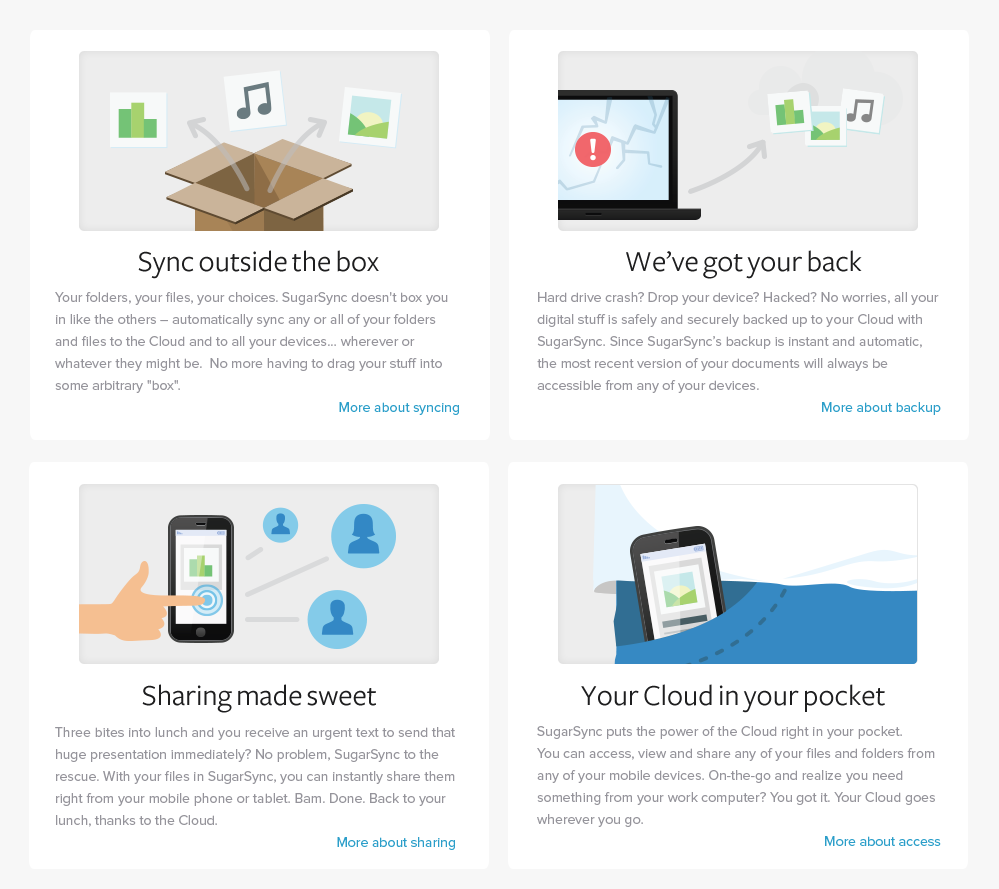 Sync outside the box
Your folders, your files, your choices. SugarSync doesn't box you
in like the others – automatically sync any or all of your folders
and files to the Cloud and to all your devices... wherever or
whatever they might be.  No more having to drag your stuff into
some arbitrary "box".
More about syncing
We’ve got your back
Hard drive crash? Drop your device? Hacked? No worries, all your
digital stuff is safely and securely backed up to your Cloud with
SugarSync. Since SugarSync’s backup is instant and automatic,
the most recent version of your documents will always be
accessible from any of your devices.
More about backup
Sharing made sweet
Three bites into lunch and you receive an urgent text to send that
huge presentation immediately? No problem, SugarSync to the
rescue. With your files in SugarSync, you can instantly share them
right from your mobile phone or tablet. Bam. Done. Back to your
lunch, thanks to the Cloud.
More about sharing
Your Cloud in your pocket
SugarSync puts the power of the Cloud right in your pocket.
You can access, view and share any of your files and folders from
any of your mobile devices. On-the-go and realize you need
something from your work computer? You got it. Your Cloud goes
wherever you go.
More about access